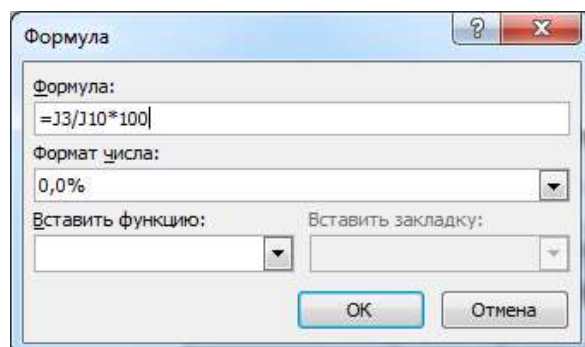 Формула
Формула:
=J3/J10*100
Формат числа:
0,0%
Вставить функцию: Вставить закладку:
ОК Отмена